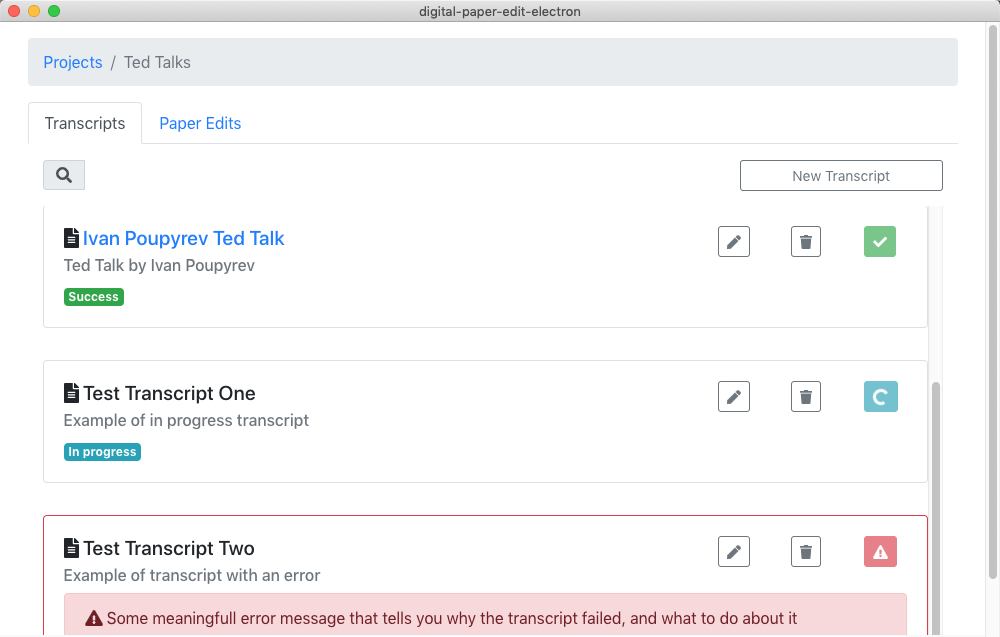 digital-paper-edit-electron
Projects / Ted Talks
Transcripts Paper Edits
New Transcript
Ivan Poupyrev Ted Talk
Ted Talk by Ivan Poupyrev
Success
Test Transcript One
Example of in progress transcript
In progress
Test Transcript Two
Example of transcript with an error
Some meaningfull error message that tells you why the transcript failed, and what to do about it